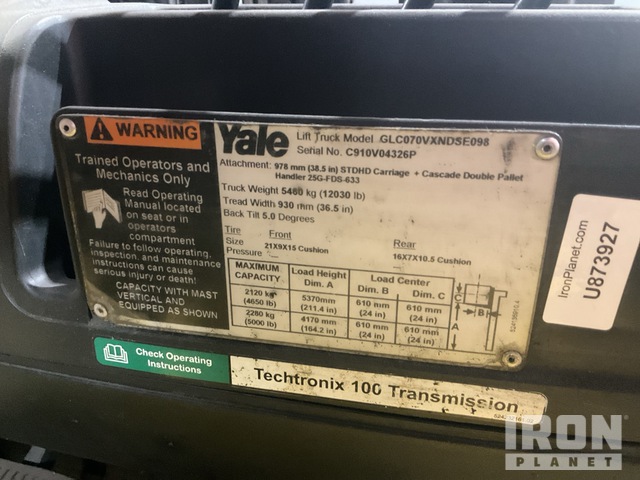 WARNING
Trained Operators and
Mechanics Only
Read Operating
Manual located
on seat or in
operators
compartment
Failure to follow operating,
inspection, and maintenance
instructions can cause
serious injury or death!
CAPACITY WITH MAST
VERTICAL AND
EQUIPPED AS SHOWN
Yale
Lift Truck Model GLC070VXNDSE098
Serial No. C910V04326P
Attachment: 978 mm (38.5 in) STDHD Carriage + Cascade Double Pallet
Handler 25G-FDS-633
Truck Weight 5460 kg (12030 lb)
Tread Width 930 mm (36.5 in)
Back Tilt 5.0 Degrees
Tire Front Rear
Size 21X9X15 Cushion 16X7X10.5 Cushion
Pressure
MAXIMUM CAPACITY Load Height Dim. A Load Center Dim. B Dim. C
2120 kg (4650 lb) 5370mm (211.4 in) 610 mm (24 in) 610 mm (24 in)
2280 kg (5000 lb) 4170 mm (164.2 in) 610 mm (24 in) 610 mm (24 in)
C
B
A
Check Operating
Instructions
Techtronix 100 Transmission
IronPlanet.com
U873927
IRON
PLANET